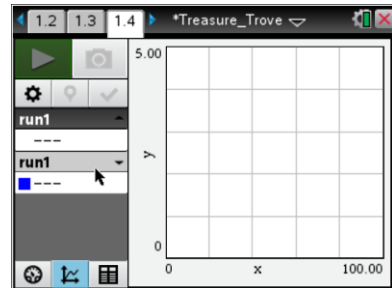 1.2 1.3 1.4 *Treasure_Trove
run1
---
run1
---
5.00
y
0
0 x 100.00